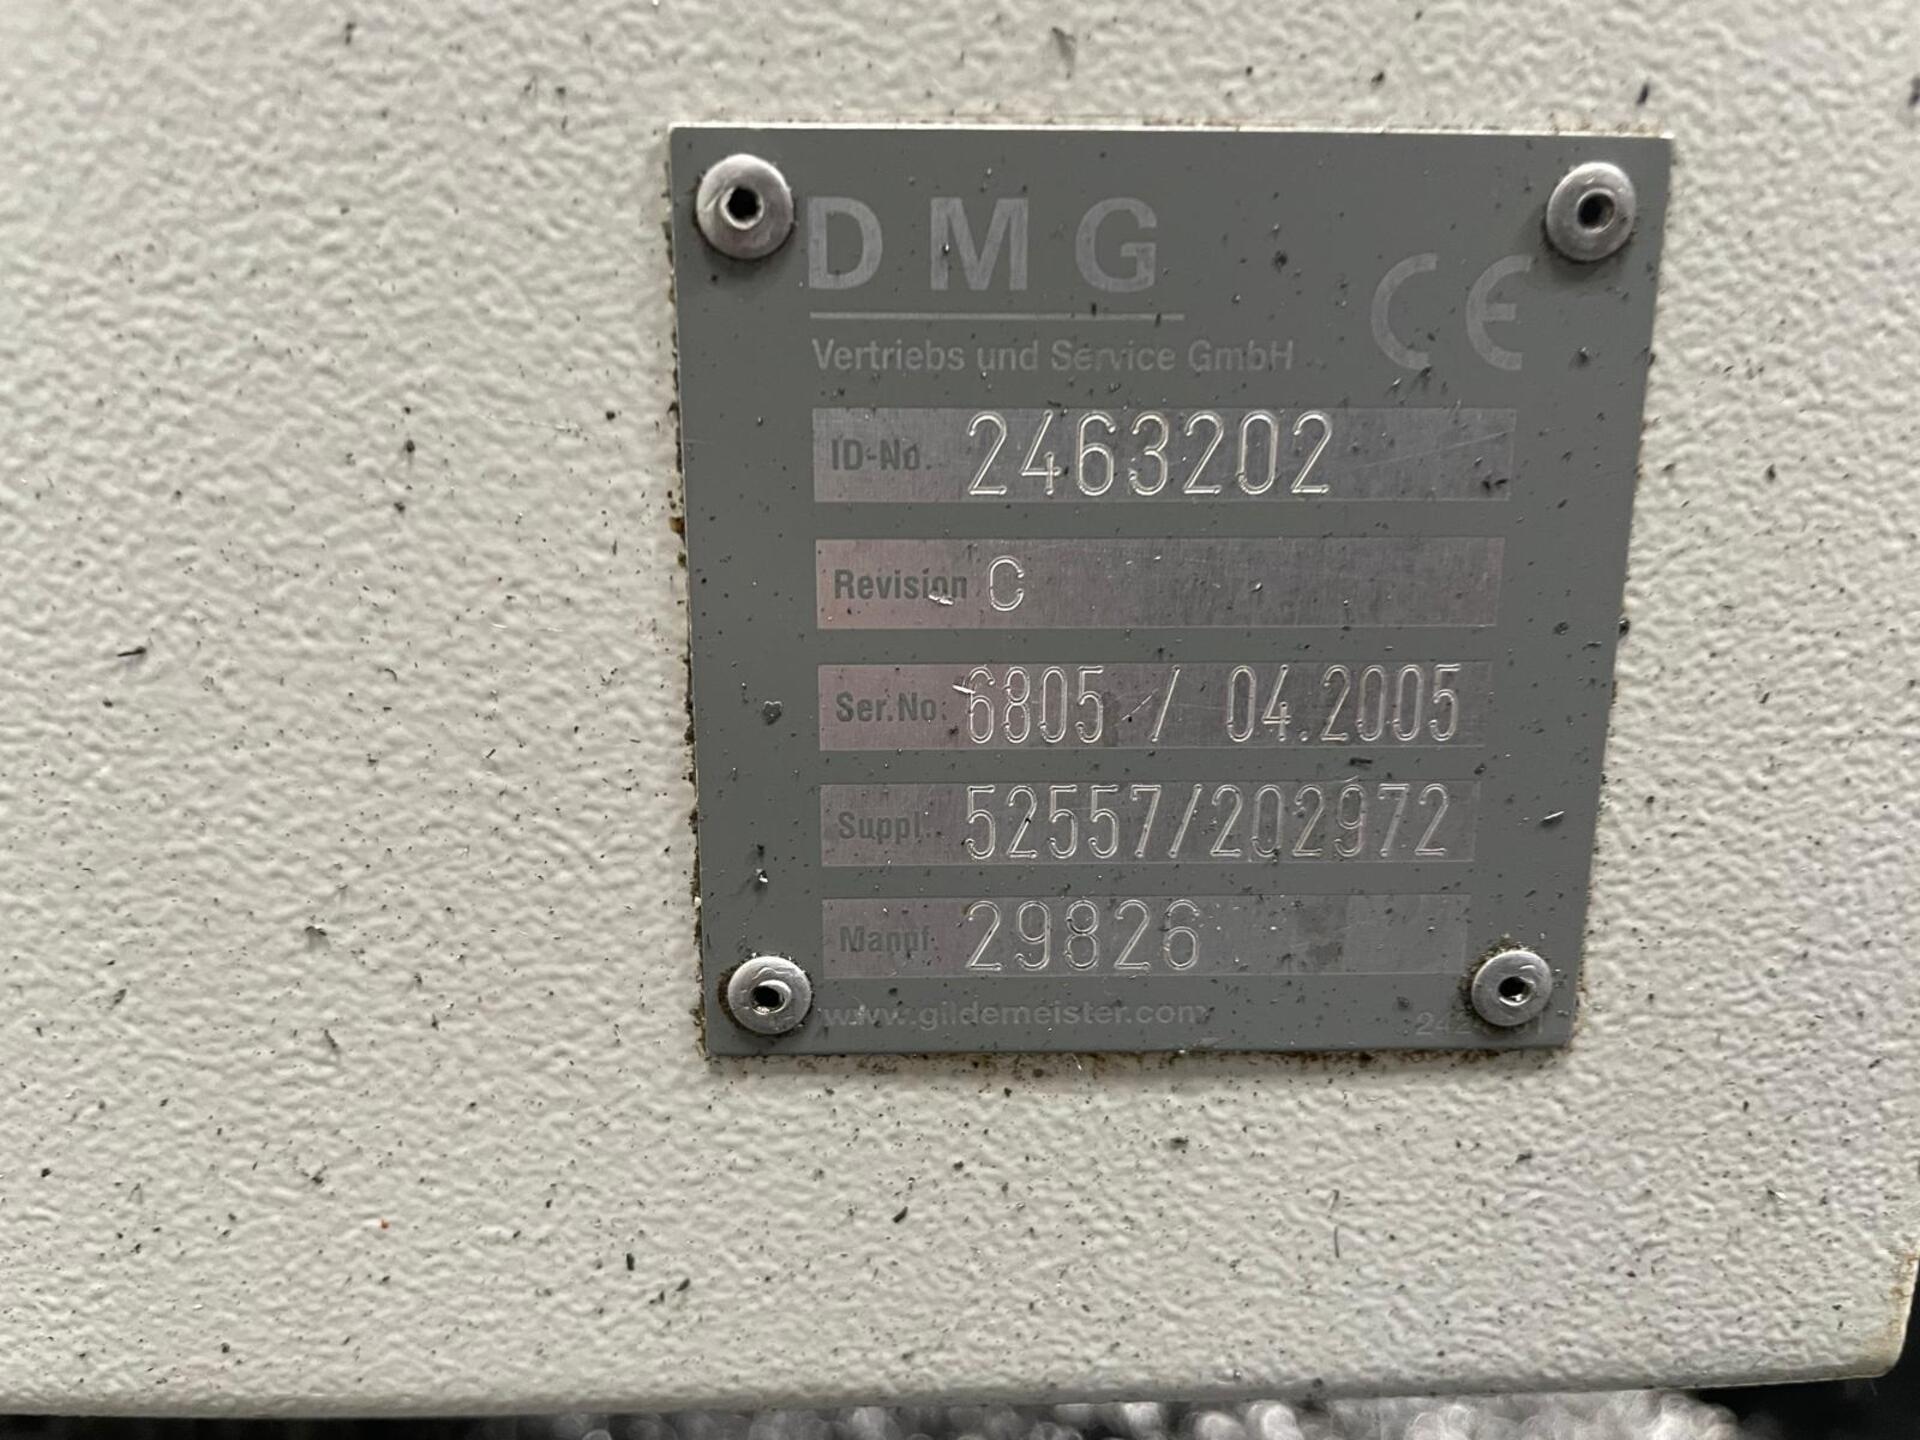 DMG
CE
Vertriebs und Service GmbH
ID-No. 2463202
Revision C
Ser.No. 6805 / 04.2005
Suppl. 52557/202972
Manuf. 29826
www.gildemeister.com